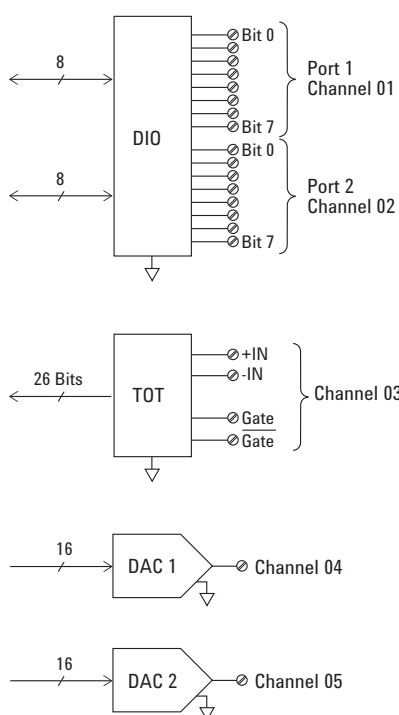 8
DIO
Bit 0
Bit 7
Port 1
Channel 01
8
Bit 0
Bit 7
Port 2
Channel 02
26 Bits
TOT
+IN
-IN
Gate
Gate
Channel 03
16
DAC 1
Channel 04
16
DAC 2
Channel 05